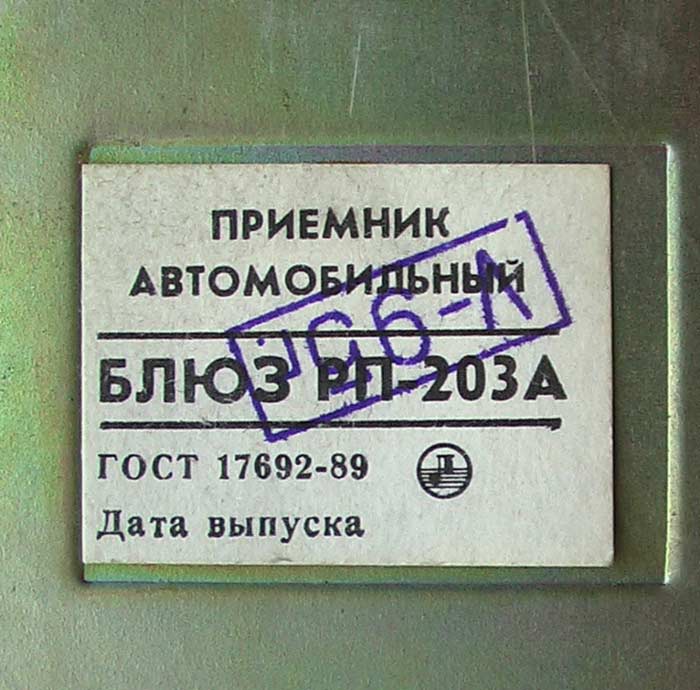 ПРИЕМНИК
АВТОМОБИЛЬНЫЙ
БЛЮЗ РП-203А
ГОСТ 17692-89
Дата выпуска